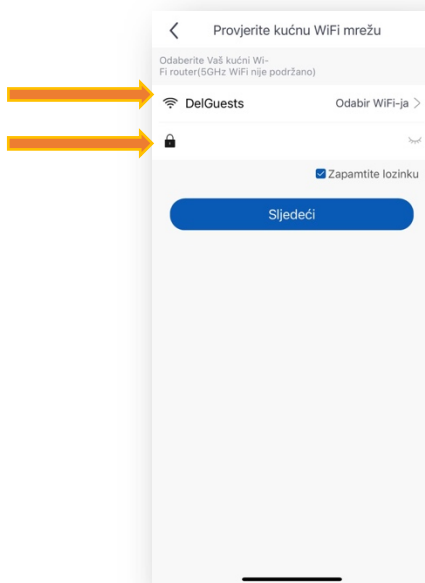 Provjerite kućnu WiFi mrežu
Odaberite Vaš kućni Wi-
Fi router(5GHz WiFi nije podržano)
DelGuests Odabir WiFi-ja >
Zapamtite lozinku
Sljedeći